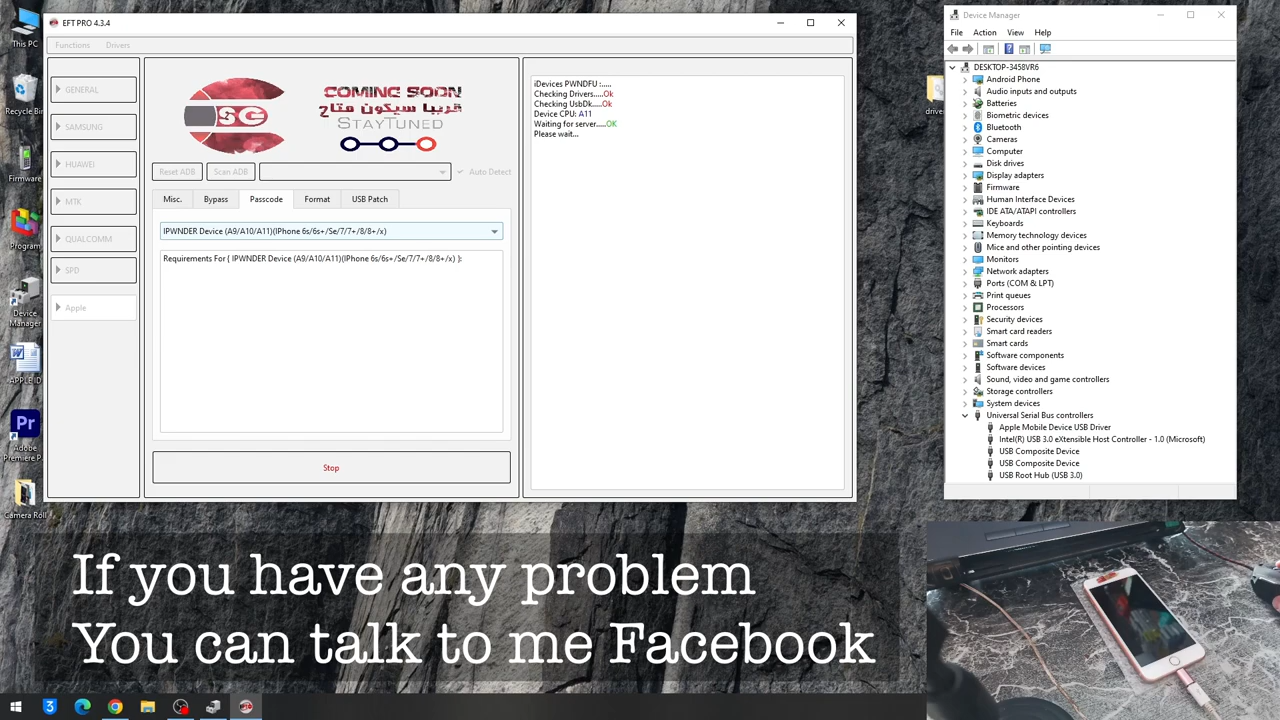 This PC
Recycle Bin
Firmware
Program
Device
Manager
APPLE ID
Adobe
Premiere P
Camera Roll
EFT PRO 4.3.4
Functions
Drivers
GENERAL
SAMSUNG
HUAWEI
MTK
QUALCOMM
SPD
Apple
SG
COMING SOON
قريبا سيكون متاح
STAYTUNED
Reset ADB
Scan ADB
Auto Detect
Misc.
Bypass
Passcode
Format
USB Patch
IPWNDER Device (A9/A10/A11)(IPhone 6s/6s+/Se/7/7+/8/8+/x)
Requirements For ( IPWNDER Device (A9/A10/A11)(IPhone 6s/6s+/Se/7/7+/8/8+/x) ):
Stop
iDevices PWNDFU :.....
Checking Drivers.....Ok
Checking UsbDk.....Ok
Device CPU: A11
Waiting for server.....OK
Please wait...
Device Manager
File Action View Help
DESKTOP-3458VR6
Android Phone
Audio inputs and outputs
Batteries
Biometric devices
Bluetooth
Cameras
Computer
Disk drives
Display adapters
Firmware
Human Interface Devices
IDE ATA/ATAPI controllers
Keyboards
Memory technology devices
Mice and other pointing devices
Monitors
Network adapters
Ports (COM & LPT)
Print queues
Processors
Security devices
Smart card readers
Smart cards
Software components
Software devices
Sound, video and game controllers
Storage controllers
System devices
Universal Serial Bus controllers
Apple Mobile Device USB Driver
Intel(R) USB 3.0 eXtensible Host Controller - 1.0 (Microsoft)
USB Composite Device
USB Composite Device
USB Root Hub (USB 3.0)
If you have any problem
You can talk to me Facebook